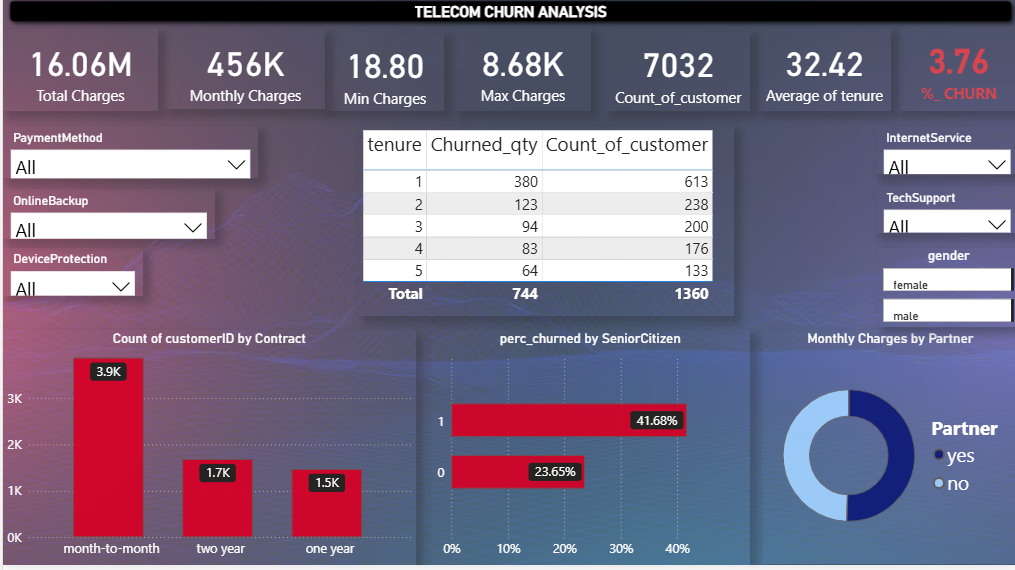 TELECOM CHURN ANALYSIS
16.06M
Total Charges
456K
Monthly Charges
18.80
Min Charges
8.68K
Max Charges
7032
Count_of_customer
32.42
Average of tenure
3.76
%_ CHURN
PaymentMethod
All
OnlineBackup
All
DeviceProtection
All
tenure Churned_qty Count_of_customer
1 380 613
2 123 238
3 94 200
4 83 176
5 64 133
Total 744 1360
InternetService
All
TechSupport
All
gender
female
male
Count of customerID by Contract
3.9K
1.7K
1.5K
3K
2K
1K
0K
month-to-month two year one year
perc_churned by SeniorCitizen
1 41.68%
0 23.65%
0% 10% 20% 30% 40%
Monthly Charges by Partner
Partner
yes
no